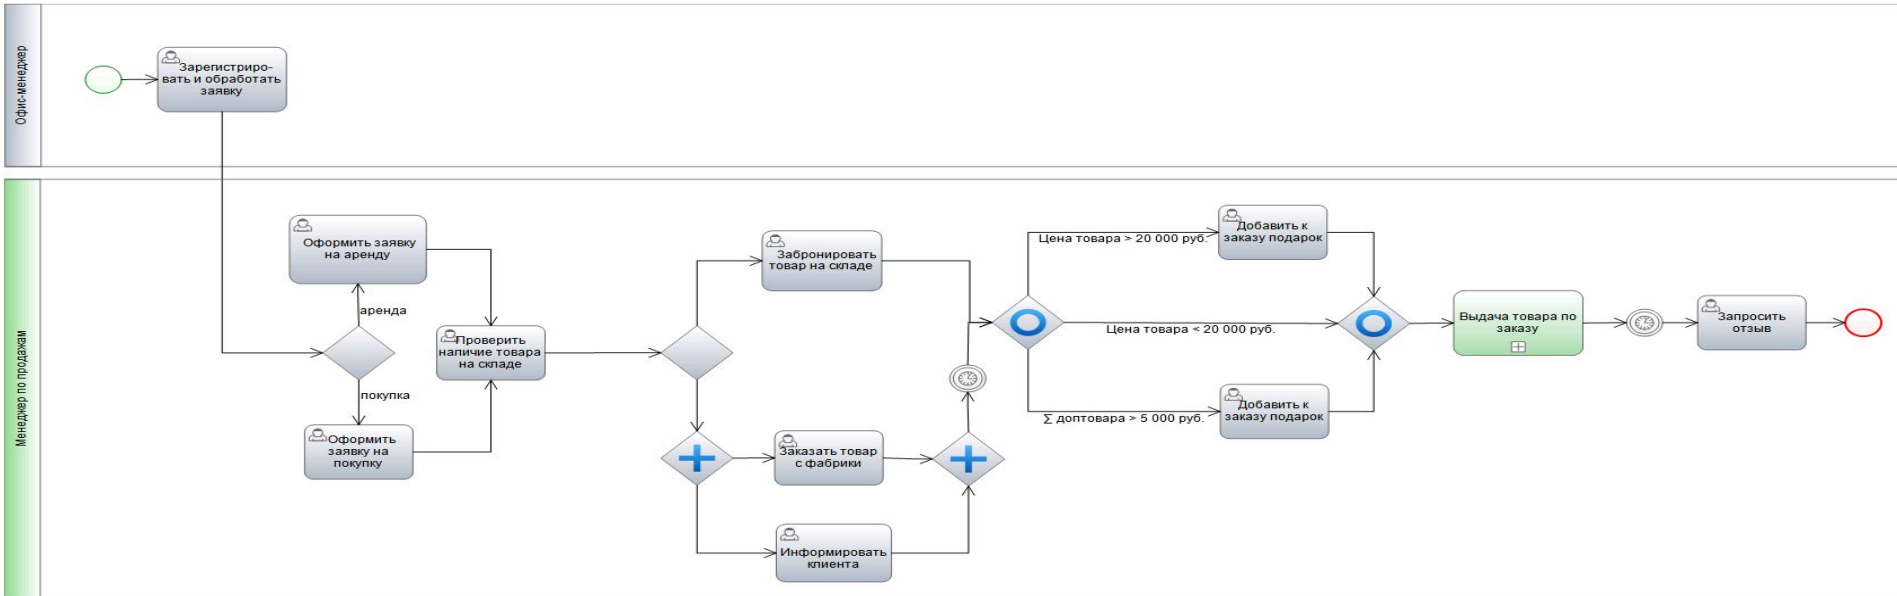 Офис-менеджер
Зарегистриро-
вать и обработать
заявку
Менеджер по продажам
Оформить заявку
на аренду
аренда
покупка
Оформить
заявку на
покупку
Проверить
наличие товара
на складе
Забронировать
товар на складе
Заказать товар
с фабрики
Информировать
клиента
Цена товара > 20 000 руб.
Цена товара < 20 000 руб.
Σ доптовара > 5 000 руб.
Добавить к
заказу подарок
Добавить к
заказу подарок
Выдача товара по
заказу
Запросить
отзыв